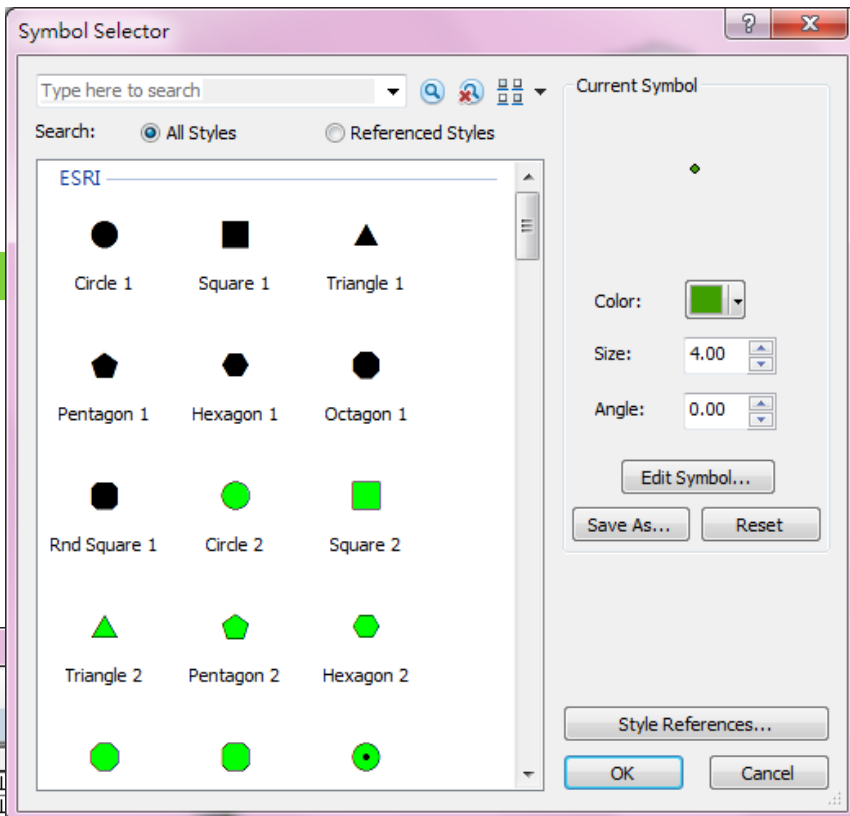 Symbol Selector
Type here to search
Search:
All Styles
Referenced Styles
ESRI
Circle 1
Square 1
Triangle 1
Pentagon 1
Hexagon 1
Octagon 1
Rnd Square 1
Circle 2
Square 2
Triangle 2
Pentagon 2
Hexagon 2
Current Symbol
Color:
Size:
4.00
Angle:
0.00
Edit Symbol...
Save As...
Reset
Style References...
OK
Cancel